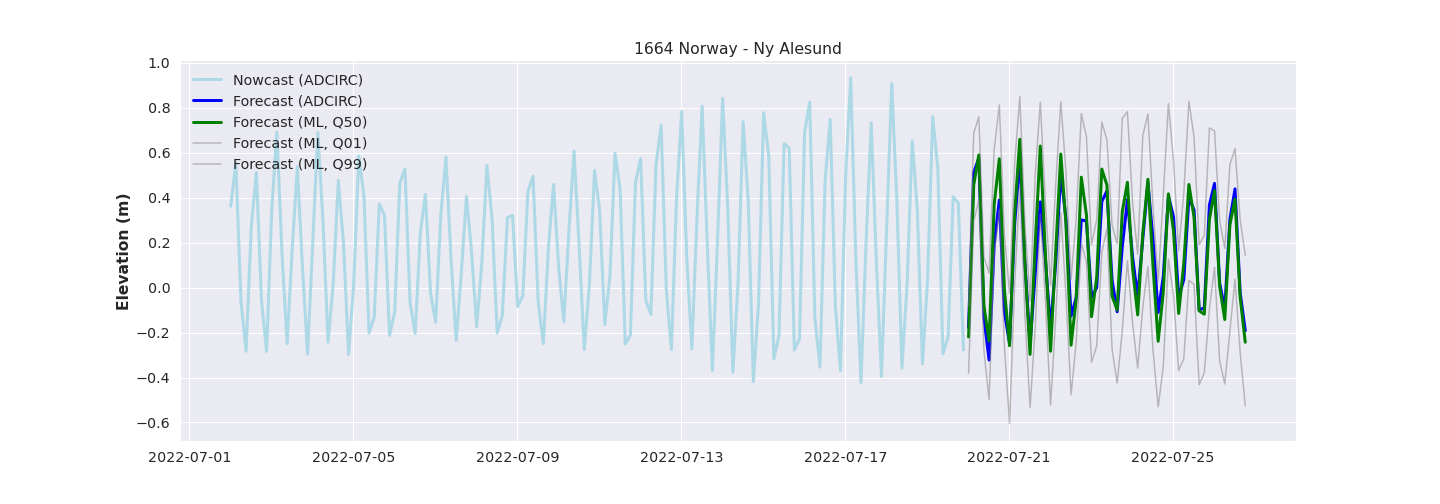 1664 Norway - Ny Alesund
Elevation (m)
1.0
0.8
0.6
0.4
0.2
0.0
−0.2
−0.4
−0.6
Nowcast (ADCIRC)
Forecast (ADCIRC)
Forecast (ML, Q50)
Forecast (ML, Q01)
Forecast (ML, Q99)
2022-07-01 2022-07-05 2022-07-09 2022-07-13 2022-07-17 2022-07-21 2022-07-25